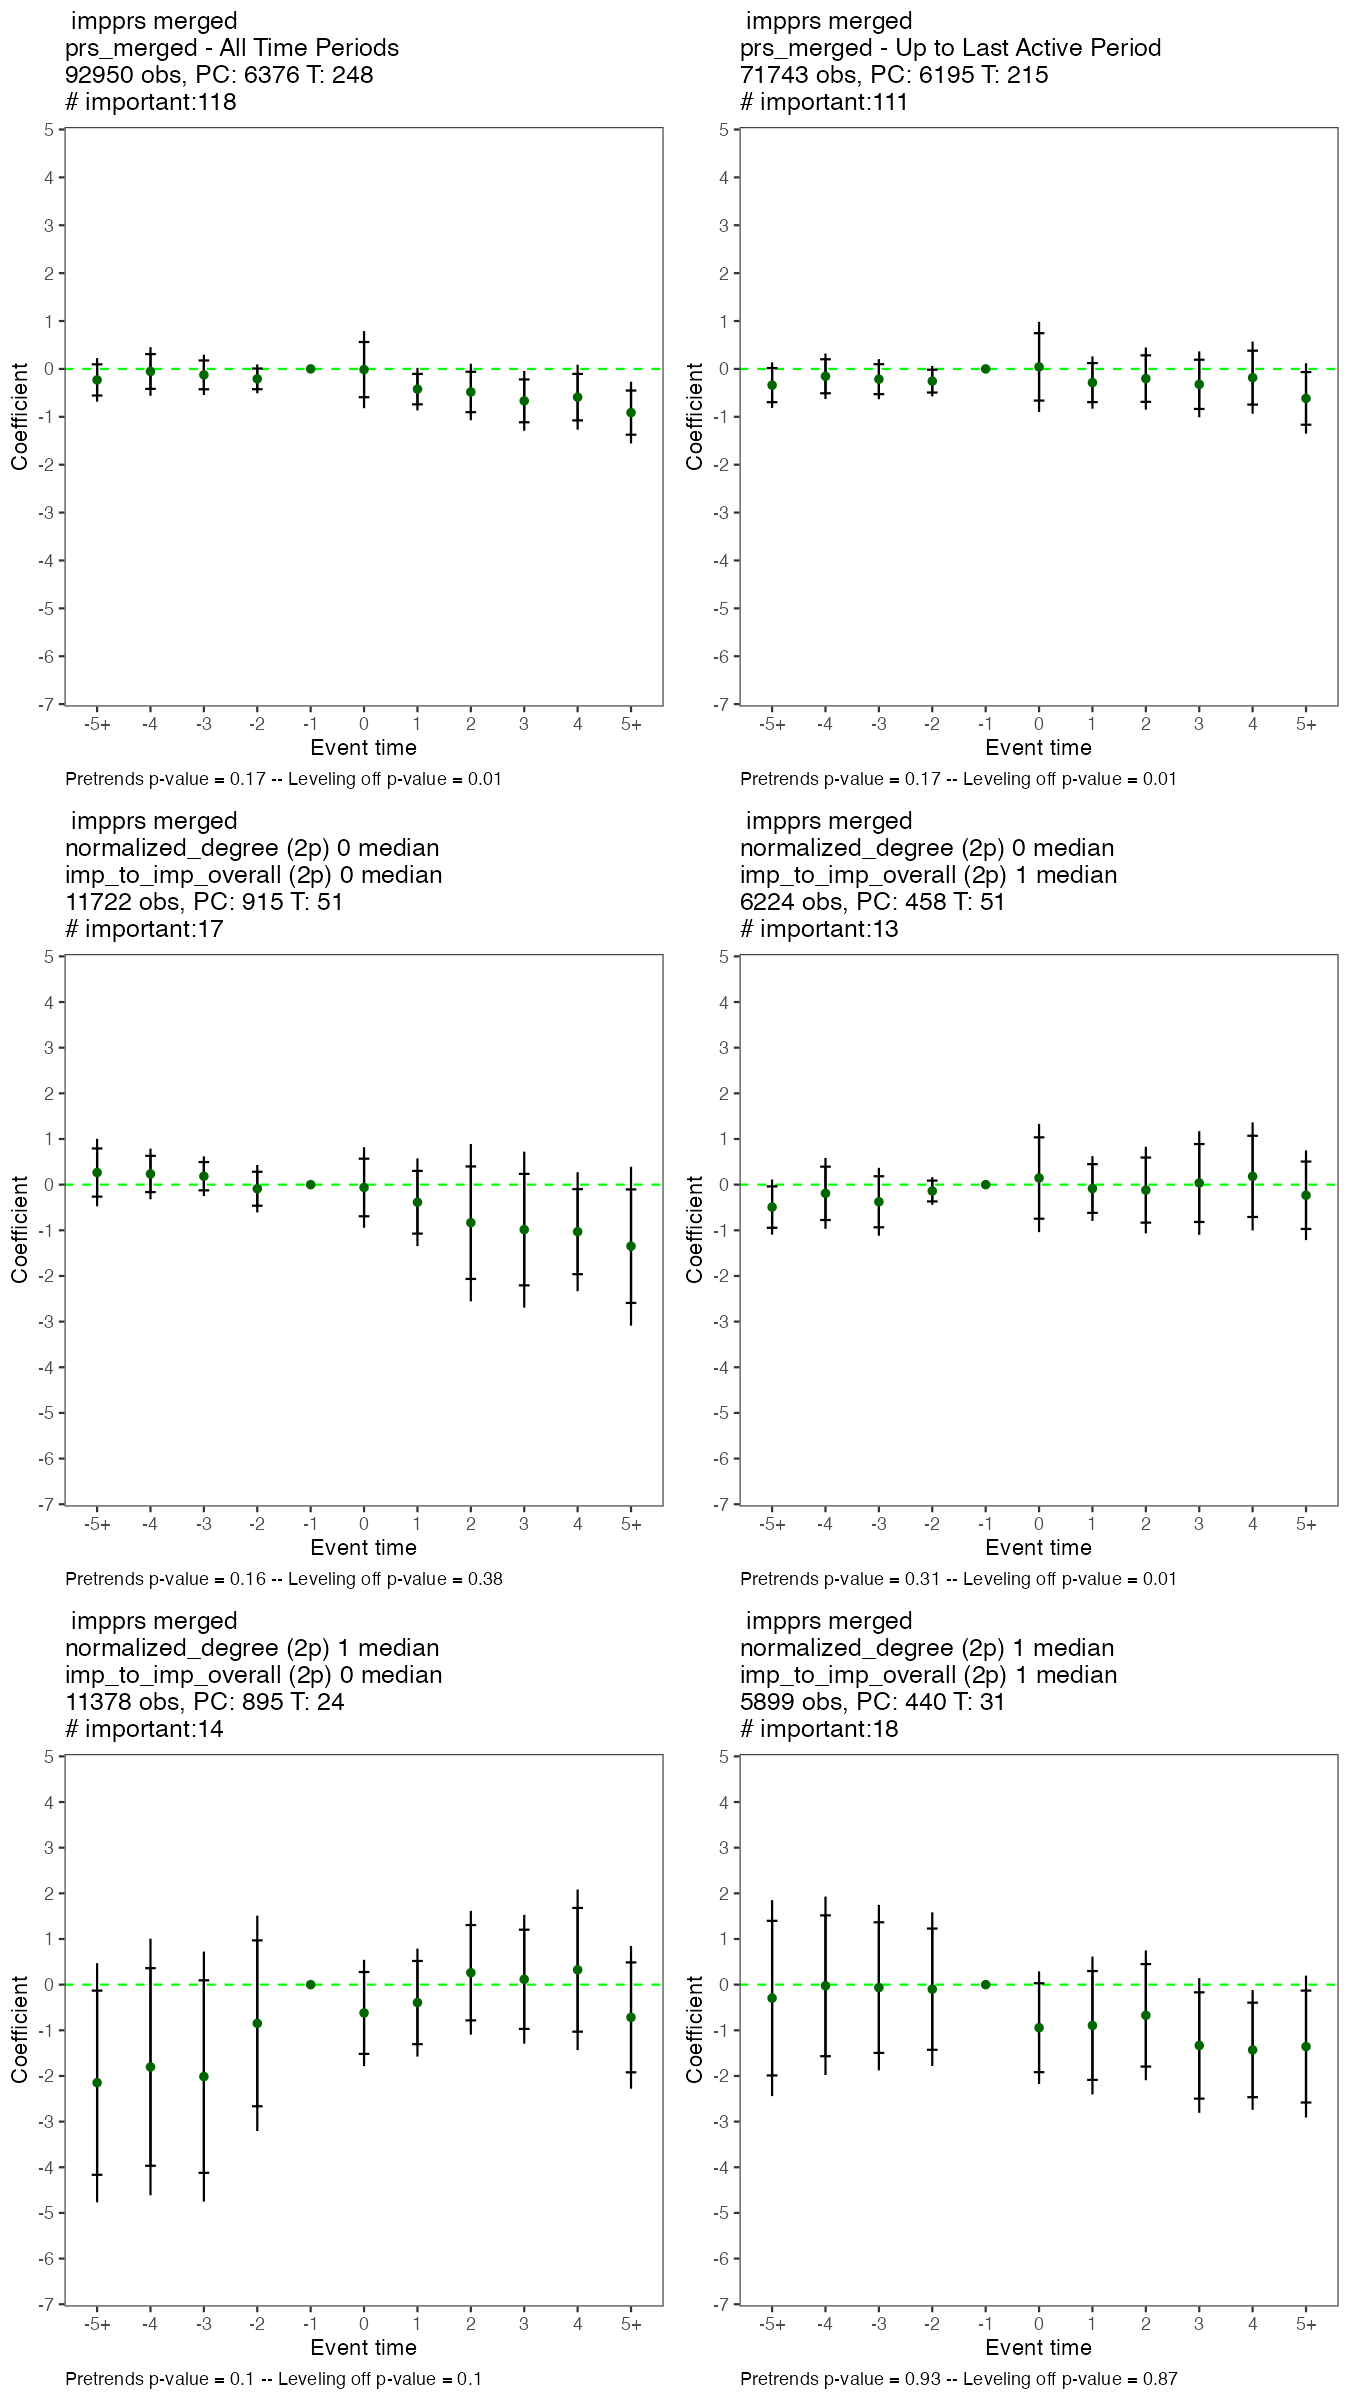 impprs merged
prs_merged - All Time Periods
92950 obs, PC: 6376 T: 248
# important:118
5
4
3
2
1
0
-1
-2
-3
-4
-5
-6
-7
Coefficient
-5+ -4 -3 -2 -1 0 1 2 3 4 5+
Event time
Pretrends p-value = 0.17 -- Leveling off p-value = 0.01
impprs merged
prs_merged - Up to Last Active Period
71743 obs, PC: 6195 T: 215
# important:111
5
4
3
2
1
0
-1
-2
-3
-4
-5
-6
-7
Coefficient
-5+ -4 -3 -2 -1 0 1 2 3 4 5+
Event time
Pretrends p-value = 0.17 -- Leveling off p-value = 0.01
impprs merged
normalized_degree (2p) 0 median
imp_to_imp_overall (2p) 0 median
11722 obs, PC: 915 T: 51
# important:17
5
4
3
2
1
0
-1
-2
-3
-4
-5
-6
-7
Coefficient
-5+ -4 -3 -2 -1 0 1 2 3 4 5+
Event time
Pretrends p-value = 0.16 -- Leveling off p-value = 0.38
impprs merged
normalized_degree (2p) 0 median
imp_to_imp_overall (2p) 1 median
6224 obs, PC: 458 T: 51
# important:13
5
4
3
2
1
0
-1
-2
-3
-4
-5
-6
-7
Coefficient
-5+ -4 -3 -2 -1 0 1 2 3 4 5+
Event time
Pretrends p-value = 0.31 -- Leveling off p-value = 0.01
impprs merged
normalized_degree (2p) 1 median
imp_to_imp_overall (2p) 0 median
11378 obs, PC: 895 T: 24
# important:14
5
4
3
2
1
0
-1
-2
-3
-4
-5
-6
-7
Coefficient
-5+ -4 -3 -2 -1 0 1 2 3 4 5+
Event time
Pretrends p-value = 0.1 -- Leveling off p-value = 0.1
impprs merged
normalized_degree (2p) 1 median
imp_to_imp_overall (2p) 1 median
5899 obs, PC: 440 T: 31
# important:18
5
4
3
2
1
0
-1
-2
-3
-4
-5
-6
-7
Coefficient
-5+ -4 -3 -2 -1 0 1 2 3 4 5+
Event time
Pretrends p-value = 0.93 -- Leveling off p-value = 0.87